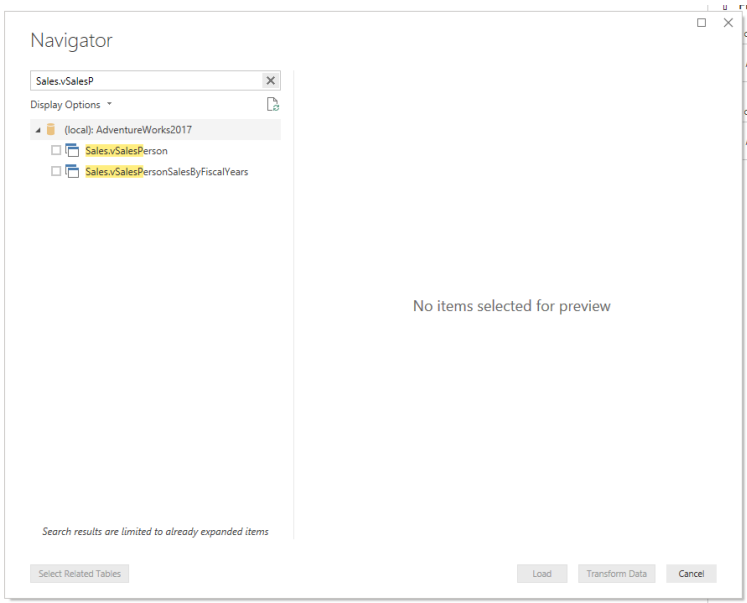 Navigator
Sales.vSalesP
Display Options
(local): AdventureWorks2017
Sales.vSalesPerson
Sales.vSalesPersonSalesByFiscalYears
No items selected for preview
Search results are limited to already expanded items
Select Related Tables
Load
Transform Data
Cancel